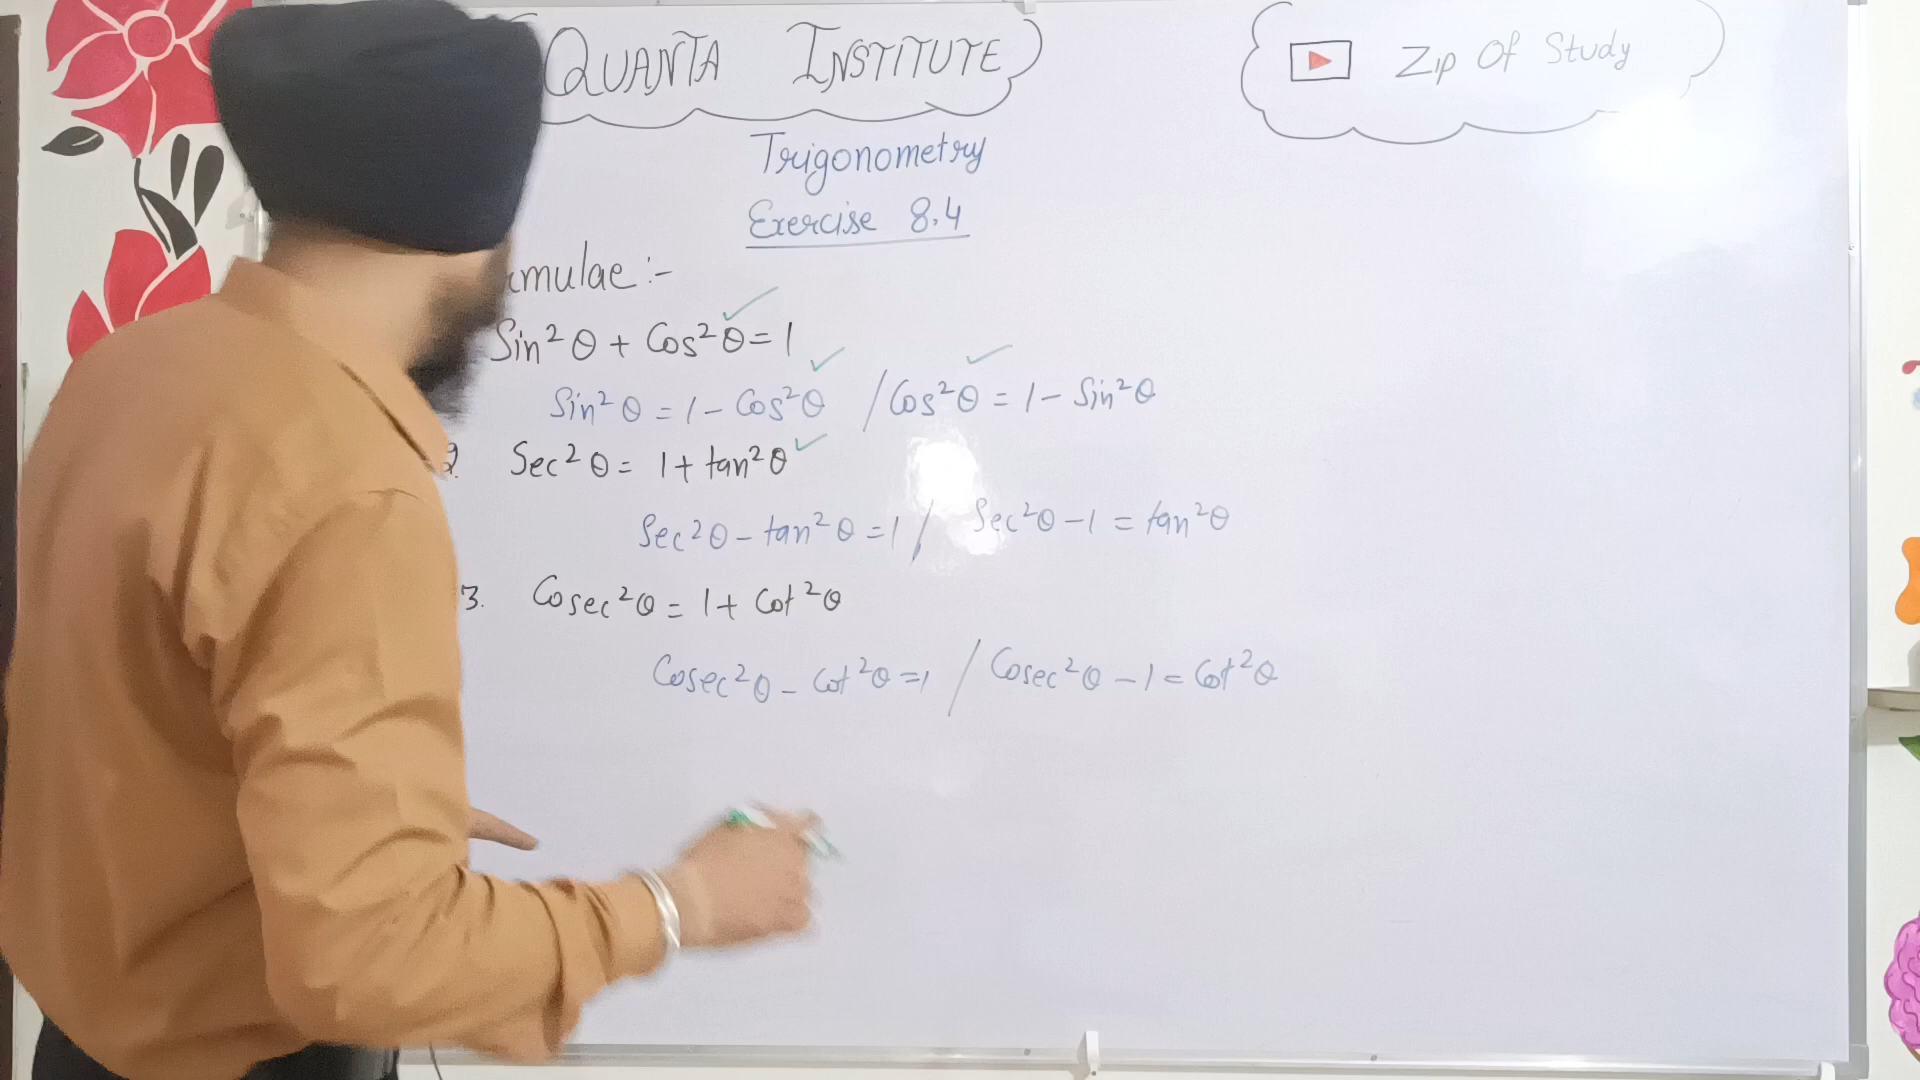 QUANTA INSTITUTE
Zip Of Study
Trigonometry
Exercise 8.4
:-
Sin²θ + Cos²θ = 1
Sin²θ = 1 - Cos²θ / Cos²θ = 1 - Sin²θ
2. Sec²θ = 1 + tan²θ
Sec²θ - tan²θ = 1 / Sec²θ - 1 = tan²θ
3. Cosec²θ = 1 + Cot²θ
Cosec²θ - Cot²θ = 1 / Cosec²θ - 1 = Cot²θ